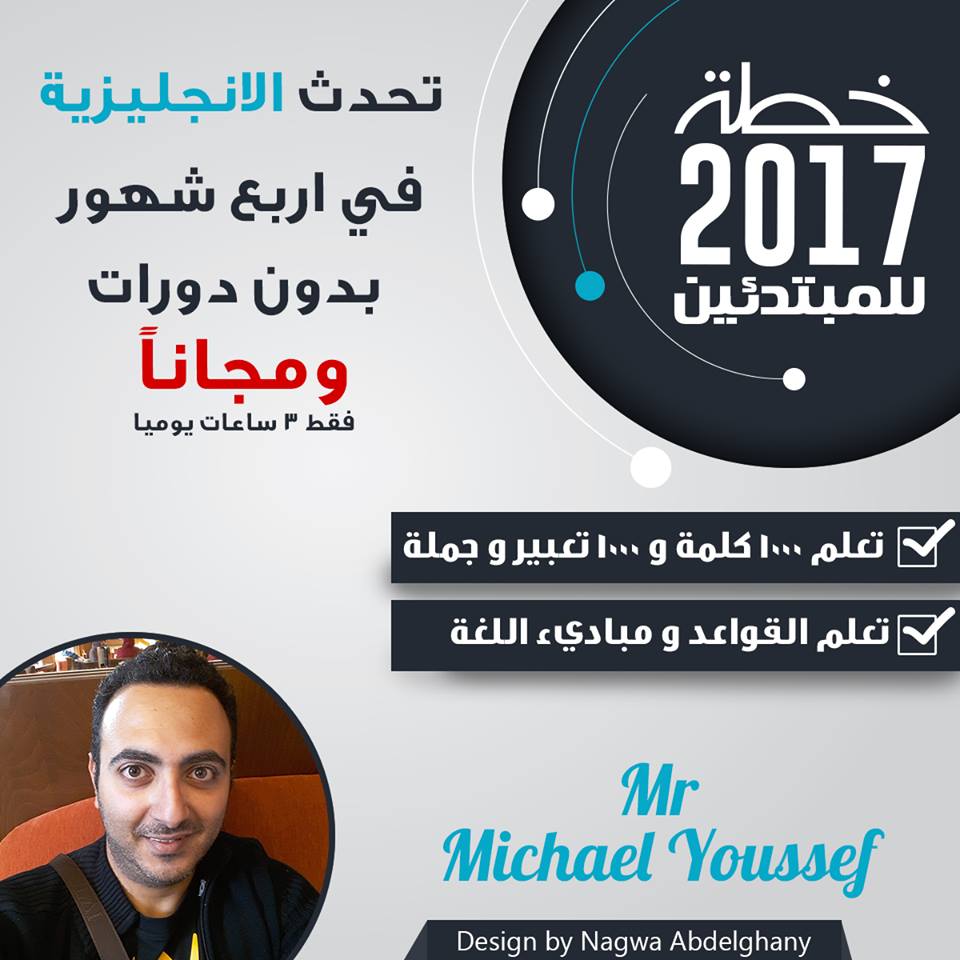 خطة
2017
للمبتدئين
تحدث الانجليزية
في اربع شهور
بدون دورات
ومجاناً
فقط ٣ ساعات يوميا
تعلم ١٠٠٠ كلمة و ١٠٠٠ تعبير و جملة
تعلم القواعد و مباديء اللغة
Mr
Michael Youssef
Design by Nagwa Abdelghany